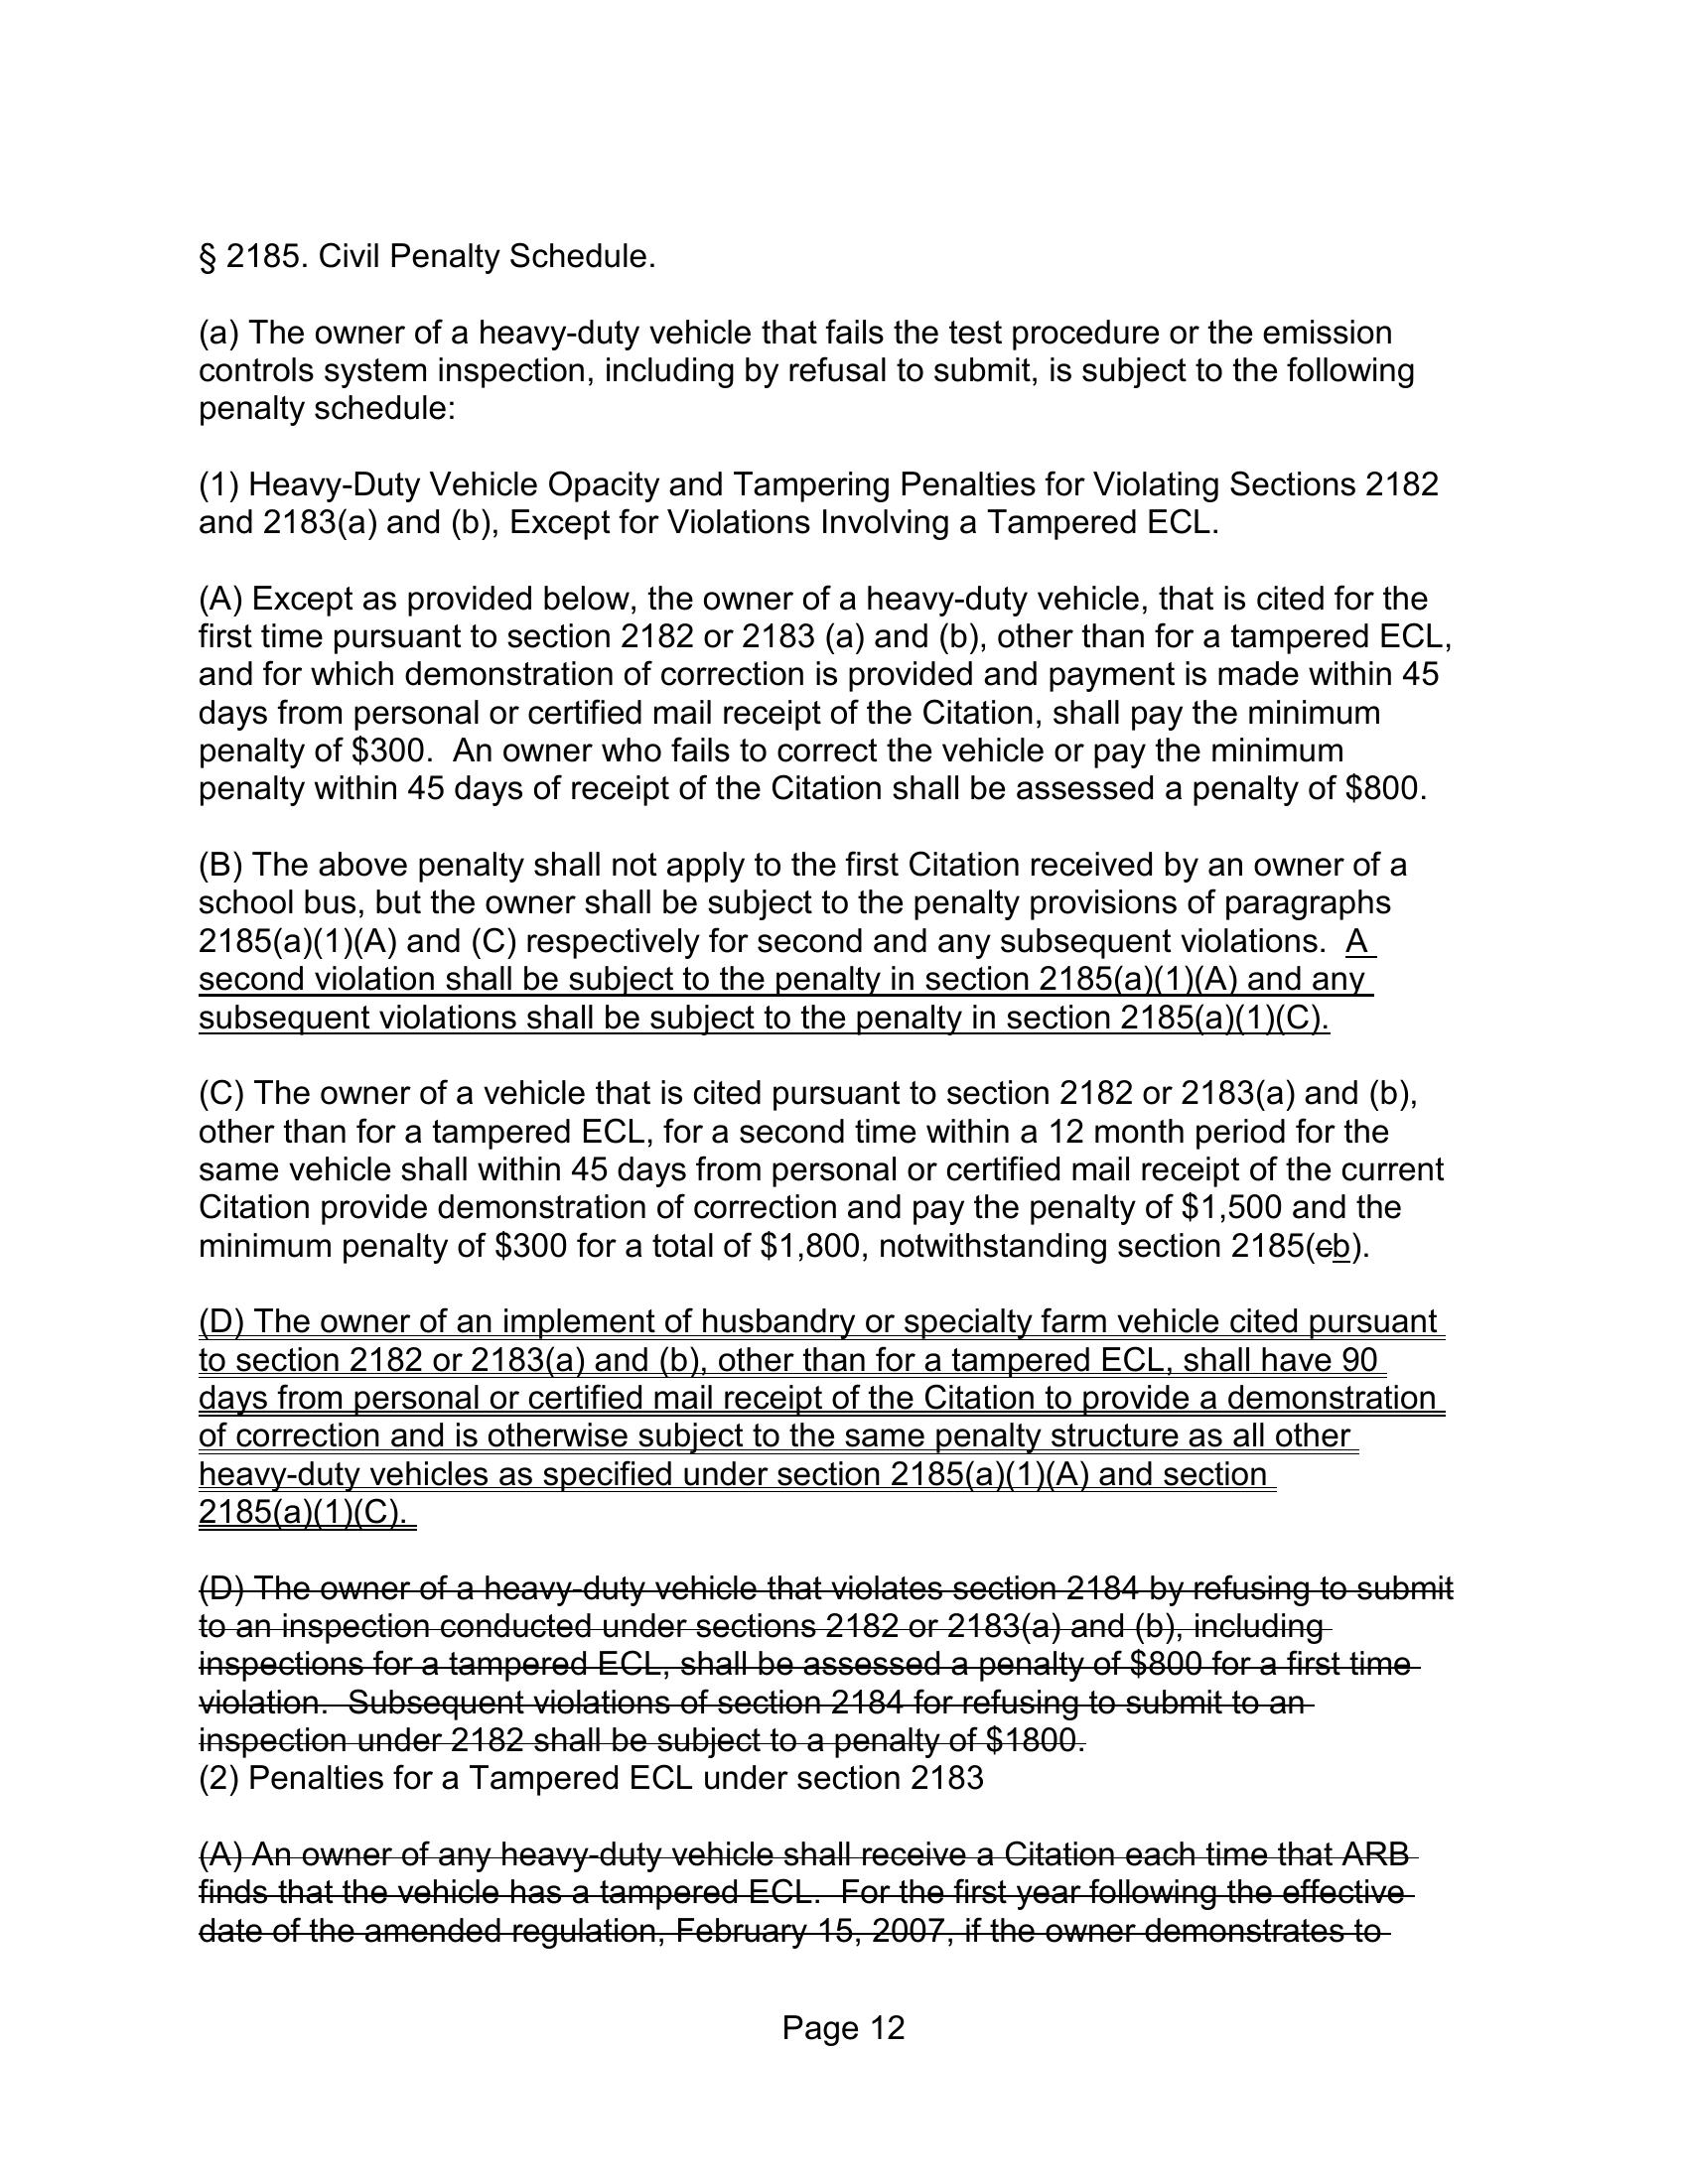 § 2185. Civil Penalty Schedule.
(a) The owner of a heavy-duty vehicle that fails the test procedure or the emission
controls system inspection, including by refusal to submit, is subject to the following
penalty schedule:
(1) Heavy-Duty Vehicle Opacity and Tampering Penalties for Violating Sections 2182
and 2183(a) and (b), Except for Violations Involving a Tampered ECL.
(A) Except as provided below, the owner of a heavy-duty vehicle, that is cited for the
first time pursuant to section 2182 or 2183 (a) and (b), other than for a tampered ECL,
and for which demonstration of correction is provided and payment is made within 45
days from personal or certified mail receipt of the Citation, shall pay the minimum
penalty of $300.  An owner who fails to correct the vehicle or pay the minimum
penalty within 45 days of receipt of the Citation shall be assessed a penalty of $800.
(B) The above penalty shall not apply to the first Citation received by an owner of a
school bus, but the owner shall be subject to the penalty provisions of paragraphs
2185(a)(1)(A) and (C) respectively for second and any subsequent violations.  A
second violation shall be subject to the penalty in section 2185(a)(1)(A) and any
subsequent violations shall be subject to the penalty in section 2185(a)(1)(C).
(C) The owner of a vehicle that is cited pursuant to section 2182 or 2183(a) and (b),
other than for a tampered ECL, for a second time within a 12 month period for the
same vehicle shall within 45 days from personal or certified mail receipt of the current
Citation provide demonstration of correction and pay the penalty of $1,500 and the
minimum penalty of $300 for a total of $1,800, notwithstanding section 2185(cb).
(D) The owner of an implement of husbandry or specialty farm vehicle cited pursuant
to section 2182 or 2183(a) and (b), other than for a tampered ECL, shall have 90
days from personal or certified mail receipt of the Citation to provide a demonstration
of correction and is otherwise subject to the same penalty structure as all other
heavy-duty vehicles as specified under section 2185(a)(1)(A) and section
2185(a)(1)(C).
(D) The owner of a heavy-duty vehicle that violates section 2184 by refusing to submit
to an inspection conducted under sections 2182 or 2183(a) and (b), including
inspections for a tampered ECL, shall be assessed a penalty of $800 for a first time
violation.  Subsequent violations of section 2184 for refusing to submit to an
inspection under 2182 shall be subject to a penalty of $1800.
(2) Penalties for a Tampered ECL under section 2183
(A) An owner of any heavy-duty vehicle shall receive a Citation each time that ARB
finds that the vehicle has a tampered ECL.  For the first year following the effective
date of the amended regulation, February 15, 2007, if the owner demonstrates to
Page 12